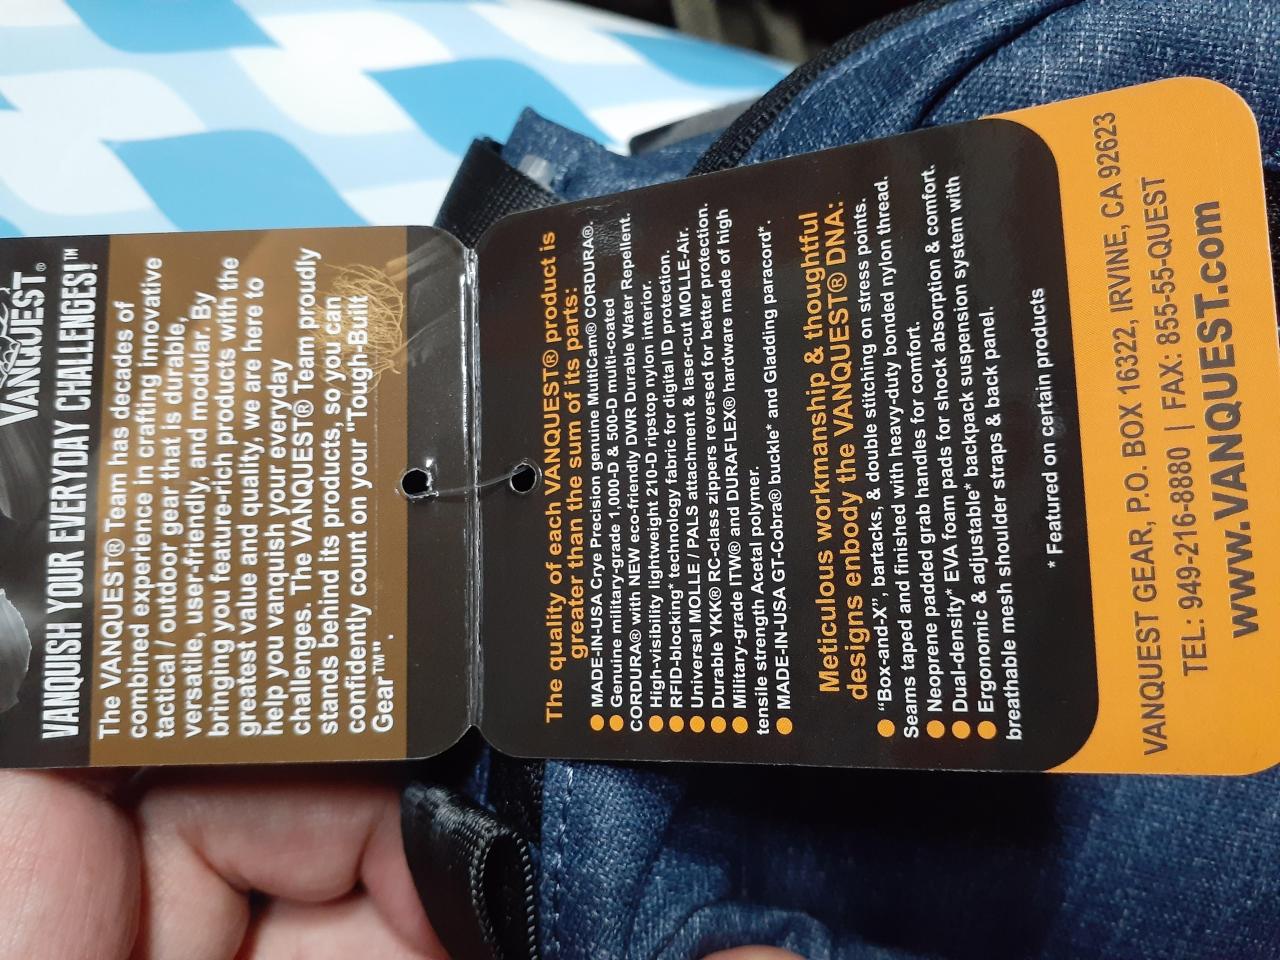 VANQUEST®
VANQUISH YOUR EVERYDAY CHALLENGES!™
The VANQUEST® Team has decades of
combined experience in crafting innovative
tactical / outdoor gear that is durable,
versatile, user-friendly, and modular. By
bringing you feature-rich products with the
greatest value and quality, we are here to
help you vanquish your everyday
challenges. The VANQUEST® Team proudly
stands behind its products, so you can
confidently count on your "Tough-Built
Gear™".
The quality of each VANQUEST® product is
greater than the sum of its parts:
● MADE-IN-USA Crye Precision genuine MultiCam® CORDURA®.
● Genuine military-grade 1,000-D & 500-D multi-coated
CORDURA® with NEW eco-friendly DWR Durable Water Repellent.
● High-visibility lightweight 210-D ripstop nylon interior.
● RFID-blocking* technology fabric for digital ID protection.
● Universal MOLLE / PALS attachment & laser-cut MOLLE-Air.
● Durable YKK® RC-class zippers reversed for better protection.
● Military-grade ITW® and DURAFLEX® hardware made of high
tensile strength Acetal polymer.
● MADE-IN-USA GT-Cobra® buckle* and Gladding paracord*.
Meticulous workmanship & thoughtful
designs embody the VANQUEST® DNA:
● "Box-and-X", bartacks, & double stitching on stress points.
Seams taped and finished with heavy-duty bonded nylon thread.
● Neoprene padded grab handles for comfort.
● Dual-density* EVA foam pads for shock absorption & comfort.
● Ergonomic & adjustable* backpack suspension system with
breathable mesh shoulder straps & back panel.
* Featured on certain products
VANQUEST GEAR, P.O. BOX 16322, IRVINE, CA 92623
TEL: 949-216-8880 | FAX: 855-55-QUEST
www.VANQUEST.com